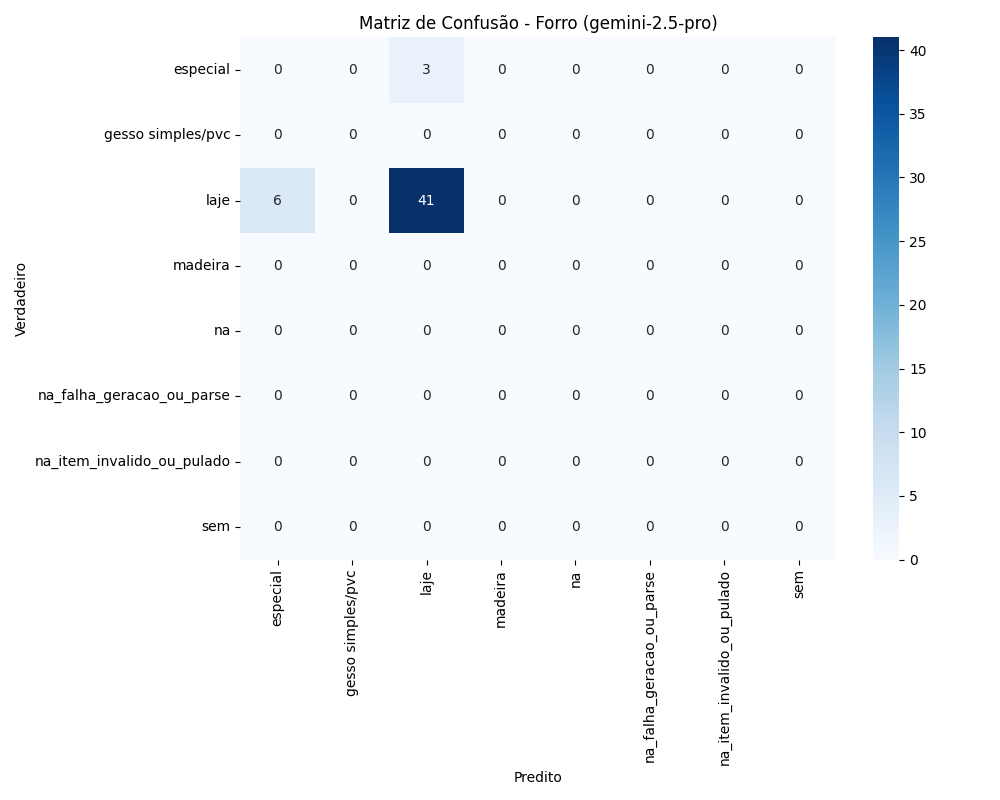 Matriz de Confusão - Forro (gemini-2.5-pro)
Verdadeiro
especial 0 0 3 0 0 0 0 0
gesso simples/pvc 0 0 0 0 0 0 0 0
laje 6 0 41 0 0 0 0 0
madeira 0 0 0 0 0 0 0 0
na 0 0 0 0 0 0 0 0
na_falha_geracao_ou_parse 0 0 0 0 0 0 0 0
na_item_invalido_ou_pulado 0 0 0 0 0 0 0 0
sem 0 0 0 0 0 0 0 0
especial
gesso simples/pvc
laje
madeira
na
na_falha_geracao_ou_parse
na_item_invalido_ou_pulado
sem
Predito
40
35
30
25
20
15
10
5
0